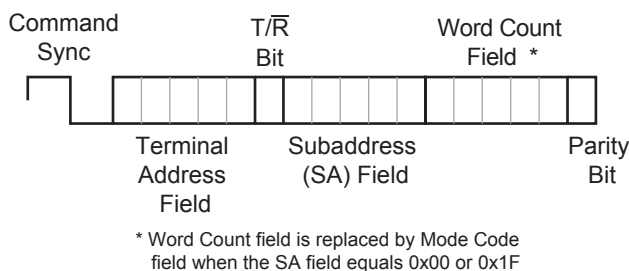 Command
Sync
T/R̅
Bit
Word Count
Field *
Terminal
Address
Field
Subaddress
(SA) Field
Parity
Bit
* Word Count field is replaced by Mode Code
field when the SA field equals 0x00 or 0x1F